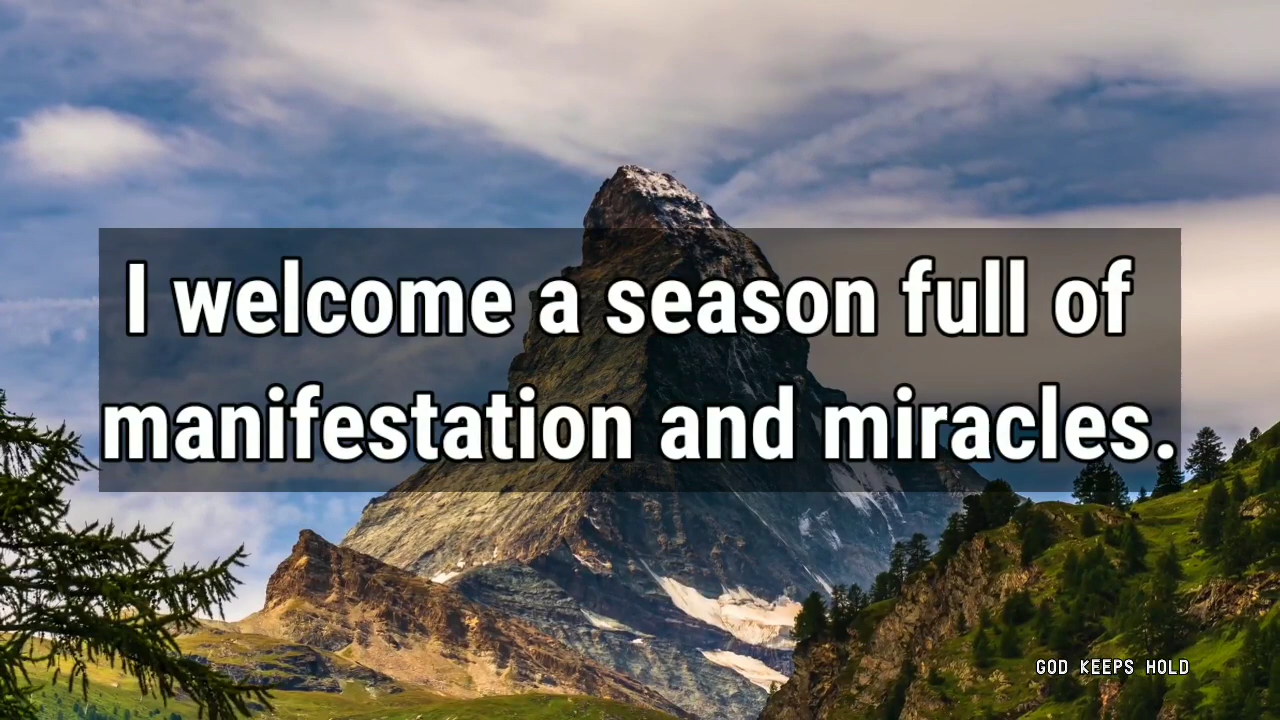 I welcome a season full of
manifestation and miracles.
GOD KEEPS HOLD